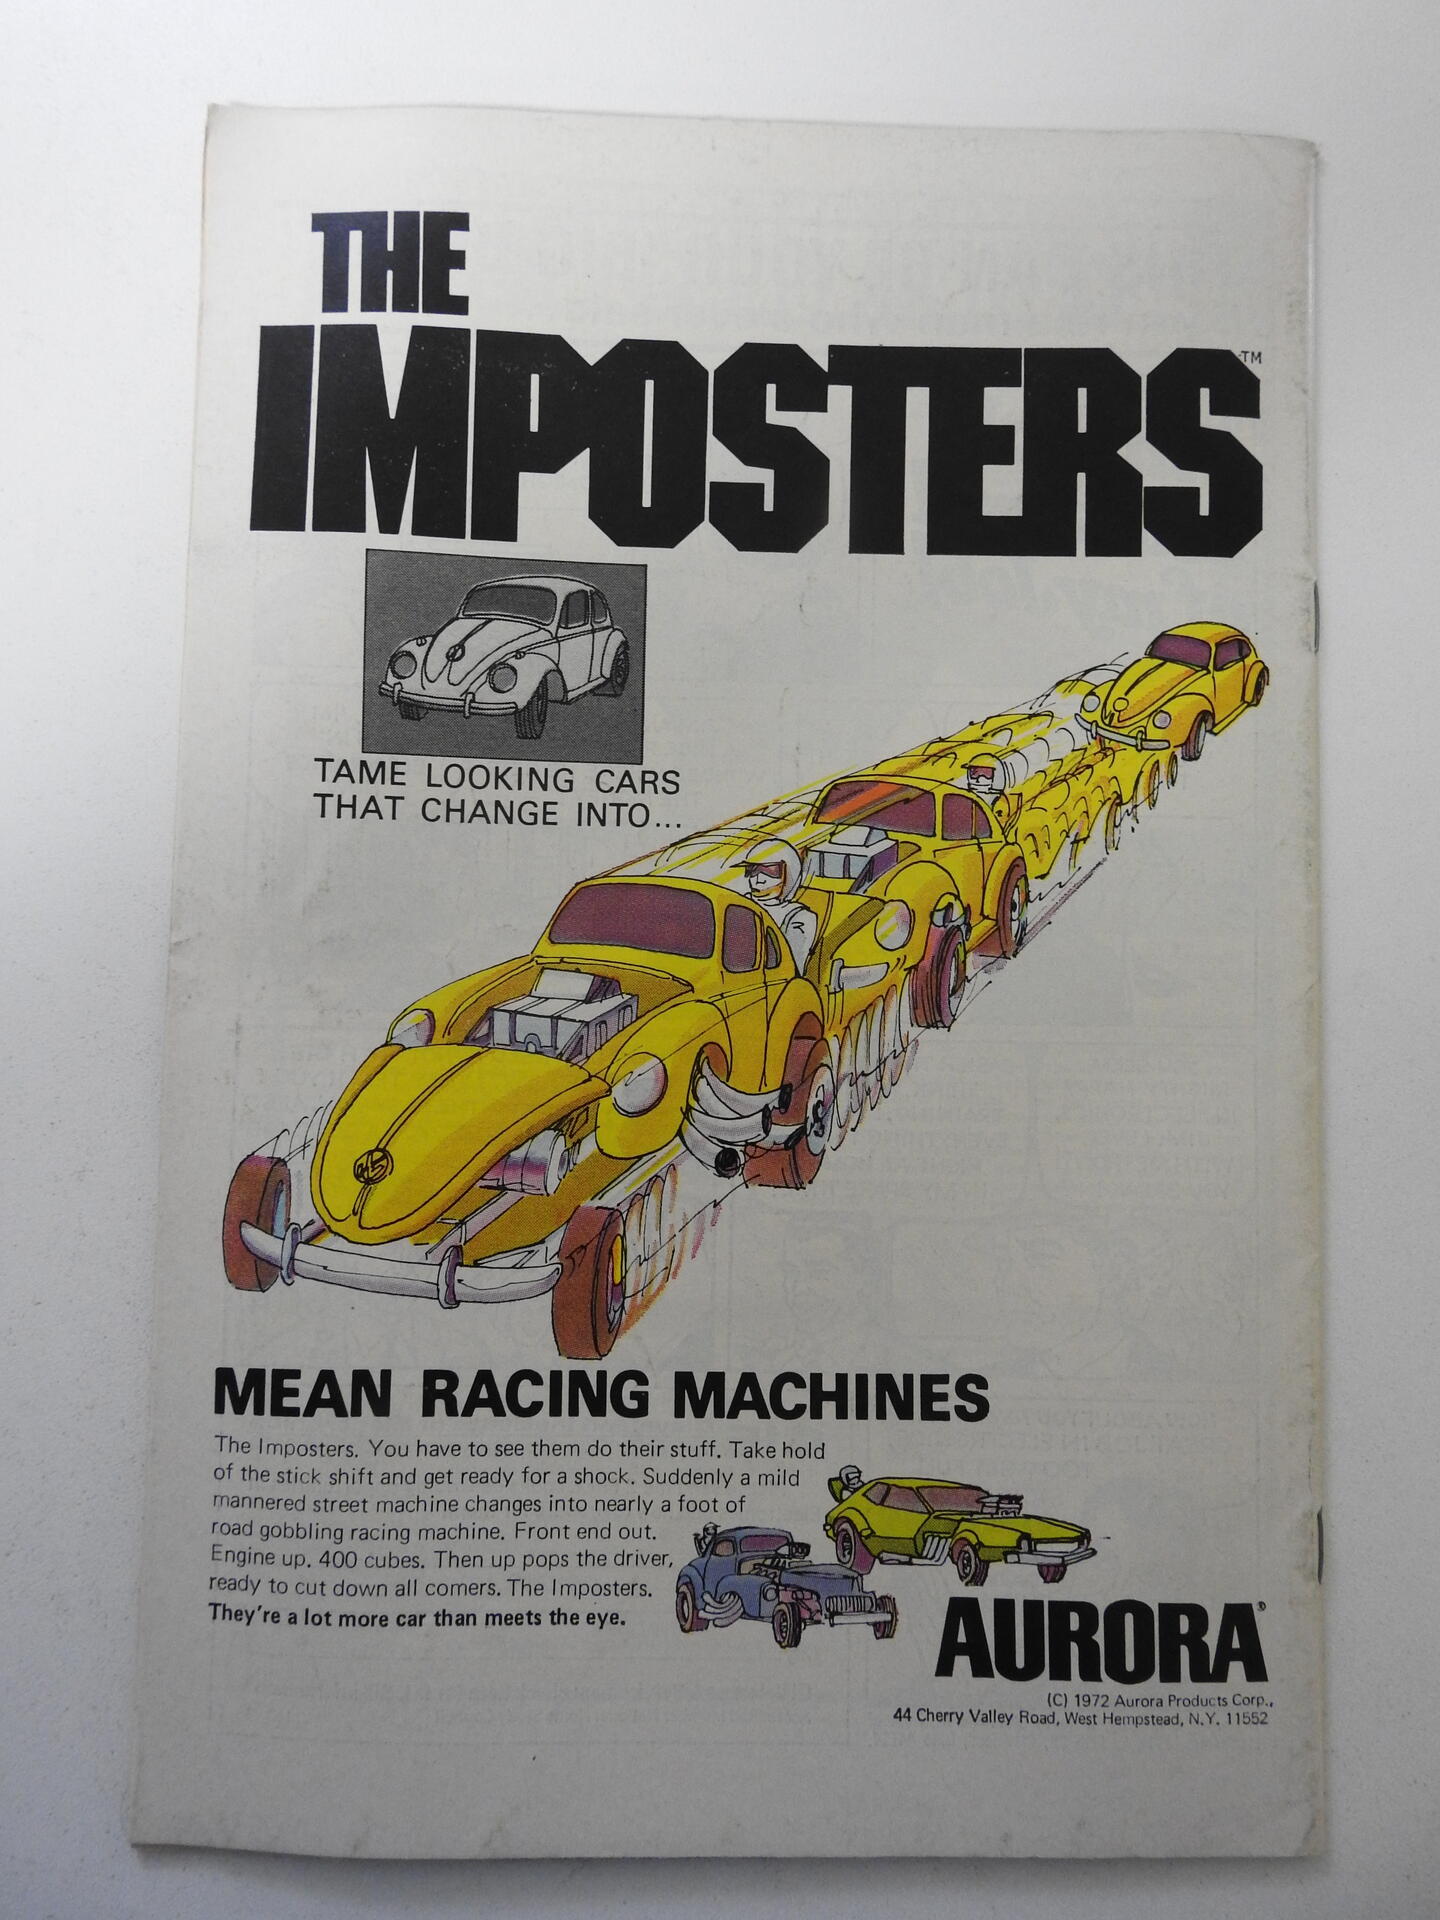 THE
IMPOSTERS™
TAME LOOKING CARS
THAT CHANGE INTO...
MEAN RACING MACHINES
The Imposters. You have to see them do their stuff. Take hold
of the stick shift and get ready for a shock. Suddenly a mild
mannered street machine changes into nearly a foot of
road gobbling racing machine. Front end out.
Engine up. 400 cubes. Then up pops the driver,
ready to cut down all comers. The Imposters.
They're a lot more car than meets the eye.
AURORA®
(C) 1972 Aurora Products Corp.,
44 Cherry Valley Road, West Hempstead, N.Y. 11552